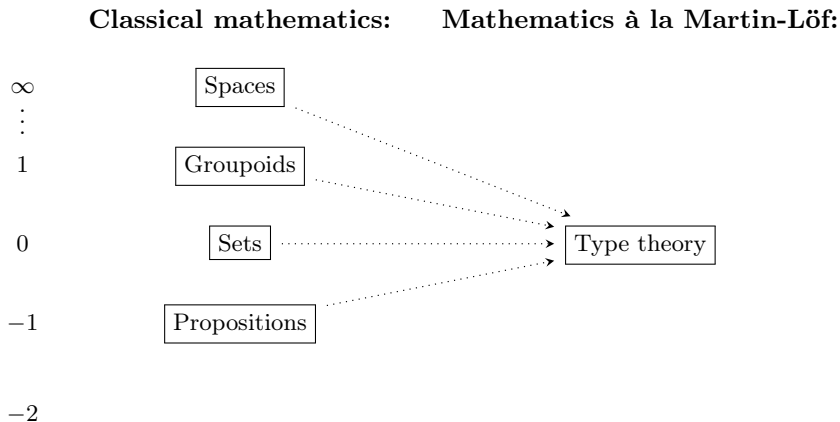 Classical mathematics: Mathematics à la Martin-Löf:
∞ Spaces
⋮
1 Groupoids
0 Sets Type theory
−1 Propositions
−2